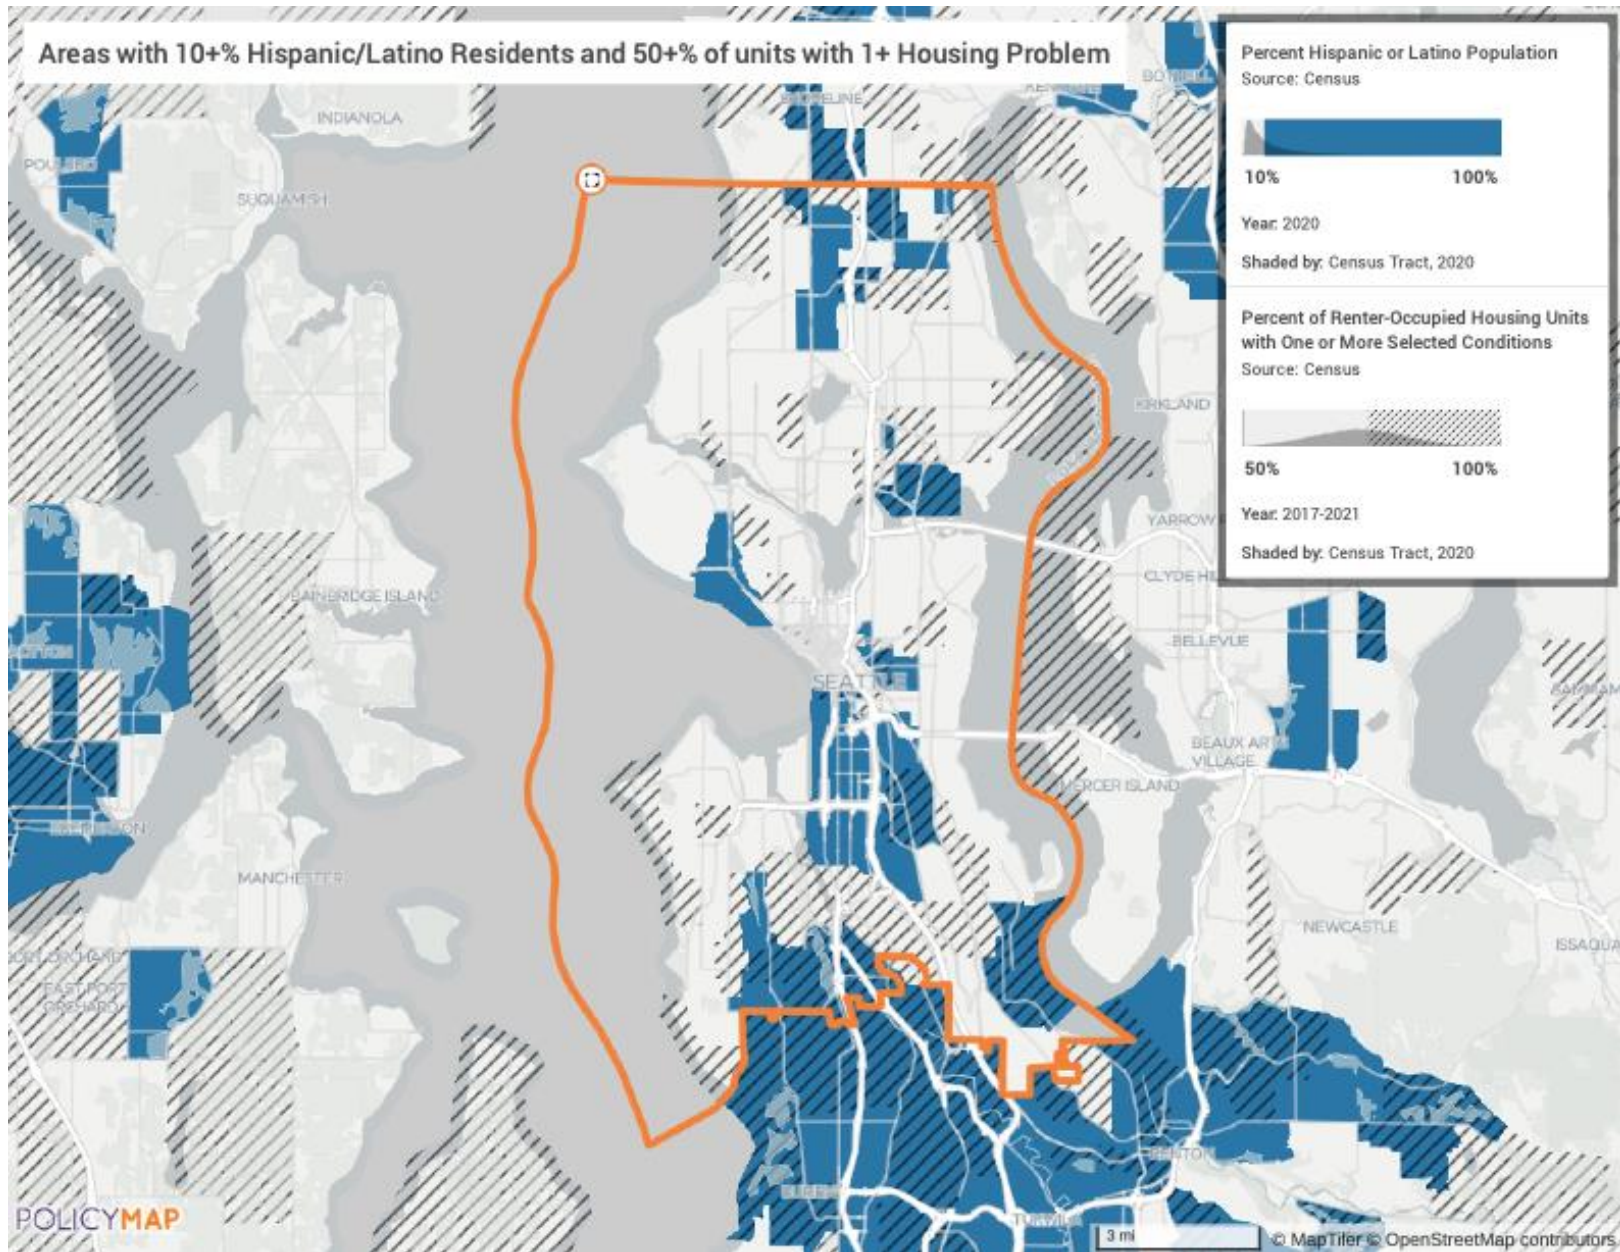 Areas with 10+% Hispanic/Latino Residents and 50+% of units with 1+ Housing Problem
Percent Hispanic or Latino Population
Source: Census
10% 100%
Year: 2020
Shaded by: Census Tract, 2020
Percent of Renter-Occupied Housing Units
with One or More Selected Conditions
Source: Census
50% 100%
Year: 2017-2021
Shaded by: Census Tract, 2020
INDIANOLA
SUQUAMISH
KIRKLAND
YARROW
CLYDE HI
BAINBRIDGE ISLAND
BELLEVUE
SEATTLE
BEAUX ARTS
VILLAGE
MERCER ISLAND
MANCHESTER
NEWCASTLE
ISSAQUA
EAST PORT
ORCHARD
RENTON
POLICYMAP
3 mi
© MapTiler © OpenStreetMap contributors